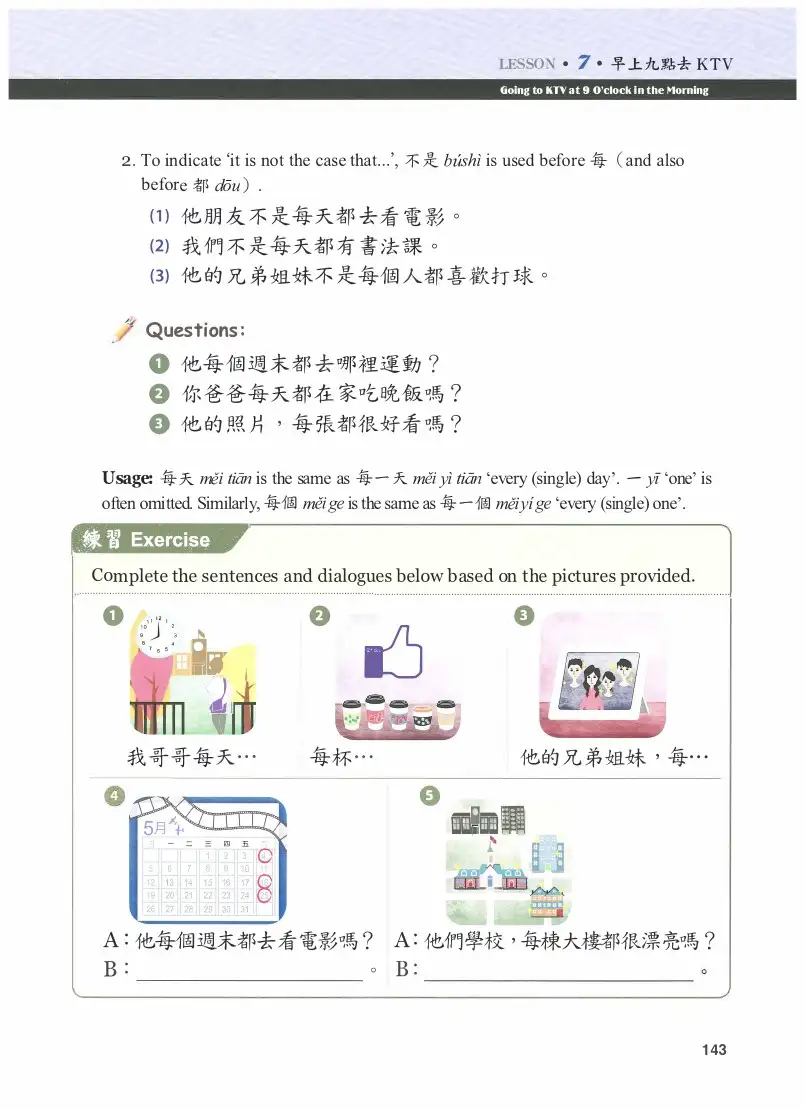 LESSON • 7 • 早上九點去 KTV
Going to KTV at 9 O'clock in the Morning
2. To indicate ‘it is not the case that...’, 不是 búshì is used before 每（and also
before 都 dōu）.
(1) 他朋友不是每天都去看電影。
(2) 我們不是每天都有書法課。
(3) 他的兄弟姐妹不是每個人都喜歡打球。
Questions:
1 他每個週末都去哪裡運動？
2 你爸爸每天都在家吃晚飯嗎？
3 他的照片，每張都很好看嗎？
Usage: 每天 měi tiān is the same as 每一天 měi yì tiān ‘every (single) day’. 一 yī ‘one’ is
often omitted. Similarly, 每個 měi ge is the same as 每一個 měi yí ge ‘every (single) one’.
練習 Exercise
Complete the sentences and dialogues below based on the pictures provided.
1
2
3
我哥哥每天…
每杯…
他的兄弟姐妹，每…
4
5
5月
一 二 三 四 五
1 2 3 4
5 6 7 8 9 10 11
12 13 14 15 16 17 18
19 20 21 22 23 24 25
26 27 28 29 30 31
A：他每個週末都去看電影嗎？
B：。
A：他們學校，每棟大樓都很漂亮嗎？
B：。
143